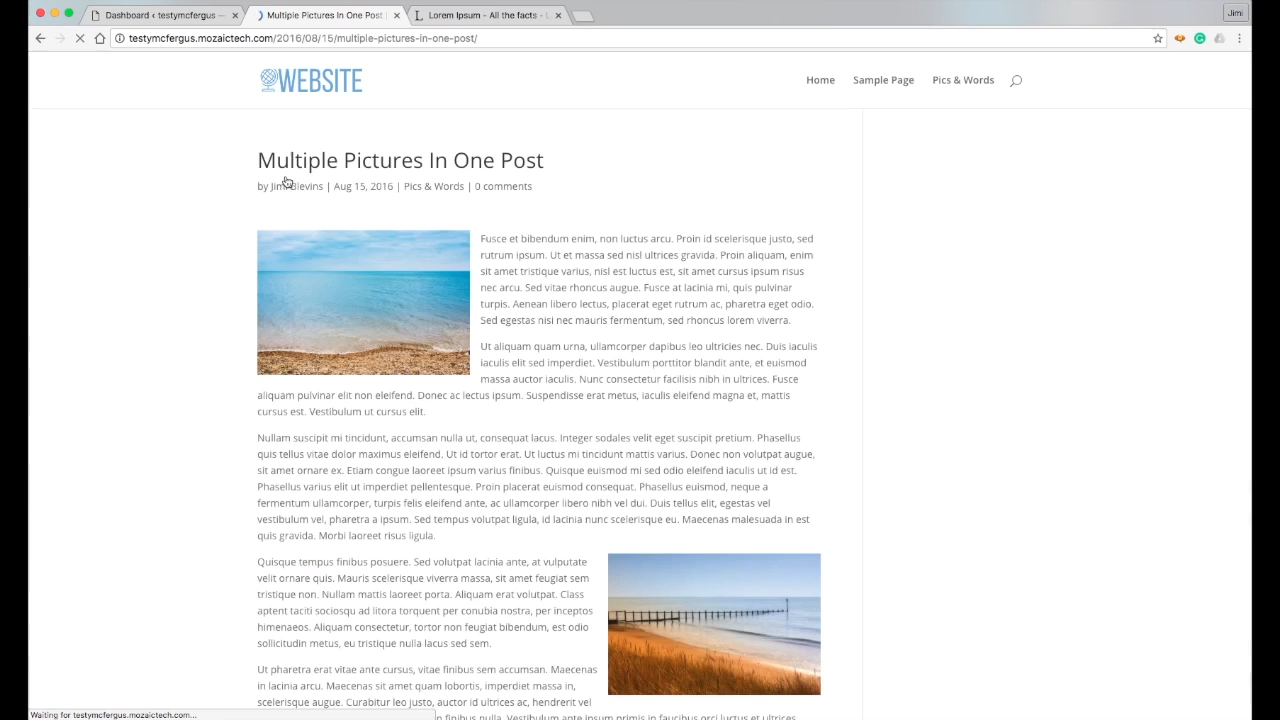 Dashboard ‹ testymcfergus —
Multiple Pictures In One Post
Lorem Ipsum - All the facts -
Jimi
testymcfergus.mozaictech.com/2016/08/15/multiple-pictures-in-one-post/
WEBSITE
Home Sample Page Pics & Words
Multiple Pictures In One Post
by Jimi Blevins | Aug 15, 2016 | Pics & Words | 0 comments
Fusce et bibendum enim, non luctus arcu. Proin id scelerisque justo, sed
rutrum ipsum. Ut et massa sed nisl ultrices gravida. Proin aliquam, enim
sit amet tristique varius, nisl est luctus est, sit amet cursus ipsum risus
nec arcu. Sed vitae rhoncus augue. Fusce at lacinia mi, quis pulvinar
turpis. Aenean libero lectus, placerat eget rutrum ac, pharetra eget odio.
Sed egestas nisi nec mauris fermentum, sed rhoncus lorem viverra.
Ut aliquam quam urna, ullamcorper dapibus leo ultricies nec. Duis iaculis
iaculis elit sed imperdiet. Vestibulum porttitor blandit ante, et euismod
massa auctor iaculis. Nunc consectetur facilisis nibh in ultrices. Fusce
aliquam pulvinar elit non eleifend. Donec ac lectus ipsum. Suspendisse erat metus, iaculis eleifend magna et, mattis
cursus est. Vestibulum ut cursus elit.
Nullam suscipit mi tincidunt, accumsan nulla ut, consequat lacus. Integer sodales velit eget suscipit pretium. Phasellus
quis tellus vitae dolor maximus eleifend. Ut id tortor erat. Ut luctus mi tincidunt mattis varius. Donec non volutpat augue,
sit amet ornare ex. Etiam congue laoreet ipsum varius finibus. Quisque euismod mi sed odio eleifend iaculis ut id est.
Phasellus varius elit ut imperdiet pellentesque. Proin placerat euismod consequat. Phasellus euismod, neque a
fermentum ullamcorper, turpis felis eleifend ante, ac ullamcorper libero nibh vel dui. Duis tellus elit, egestas vel
vestibulum vel, pharetra a ipsum. Sed tempus volutpat ligula, id lacinia nunc scelerisque eu. Maecenas malesuada in est
quis gravida. Morbi laoreet risus ligula.
Quisque tempus finibus posuere. Sed volutpat lacinia ante, at vulputate
velit ornare quis. Mauris scelerisque viverra massa, sit amet feugiat sem
tristique non. Nullam mattis laoreet porta. Aliquam erat volutpat. Class
aptent taciti sociosqu ad litora torquent per conubia nostra, per inceptos
himenaeos. Aliquam consectetur, tortor non feugiat bibendum, est odio
sollicitudin metus, eu tristique nulla lacus sed sem.
Ut pharetra erat vitae ante cursus, vitae finibus sem accumsan. Maecenas
in lacinia arcu. Maecenas sit amet quam lobortis, imperdiet massa in,
scelerisque augue. Curabitur leo justo, auctor id ultrices ac, hendrerit vel
n finibus nulla. Vestibulum ante ipsum primis in faucibus orci luctus et ultrices
Waiting for testymcfergus.mozaictech.com...